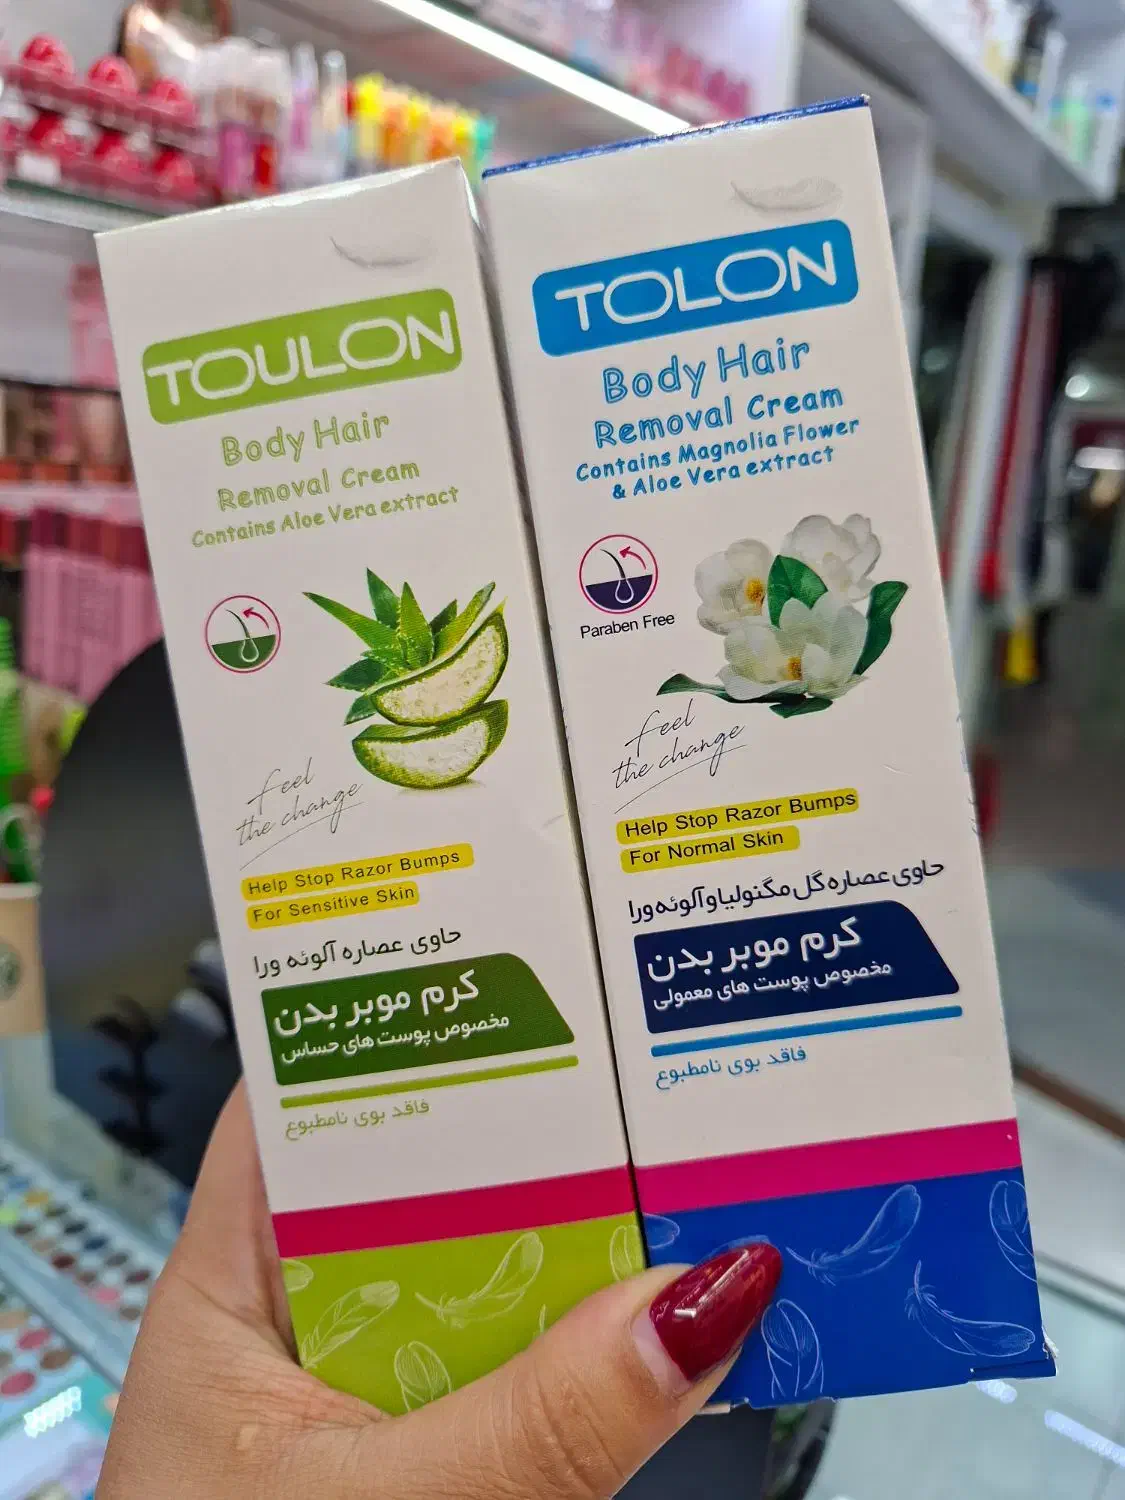 TOULON
Body Hair
Removal Cream
Contains Aloe Vera extract
feel
the change
Help Stop Razor Bumps
For Sensitive Skin
حاوی عصاره آلوئه ورا
کرم موبر بدن
مخصوص پوست های حساس
فاقد بوی نامطبوع
TOLON
Body Hair
Removal Cream
Contains Magnolia Flower
& Aloe Vera extract
Paraben Free
feel
the change
Help Stop Razor Bumps
For Normal Skin
حاوی عصاره گل مگنولیا و آلوئه ورا
کرم موبر بدن
مخصوص پوست های معمولی
فاقد بوی نامطبوع